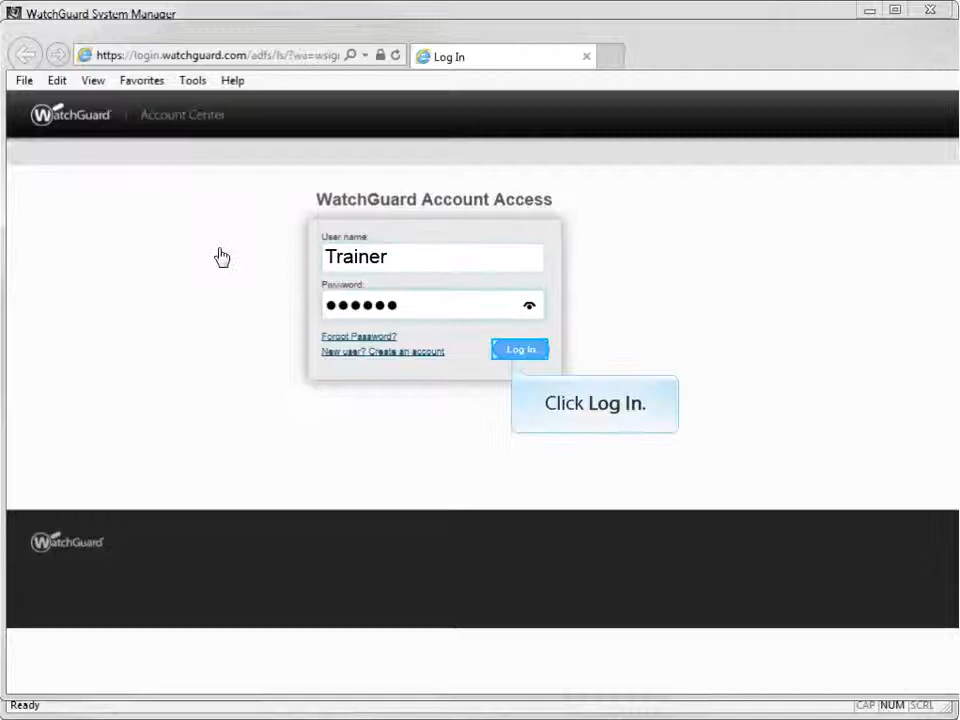 WatchGuard System Manager
https://login.watchguard.com/adfs/ls/?wa=wsigi
Log In
File Edit View Favorites Tools Help
WatchGuard | Account Center
WatchGuard Account Access
User name:
Trainer
Password:
●●●●●●
Forgot Password?
New user? Create an account
Log In
Click Log In.
WatchGuard
Ready
CAP NUM SCRL